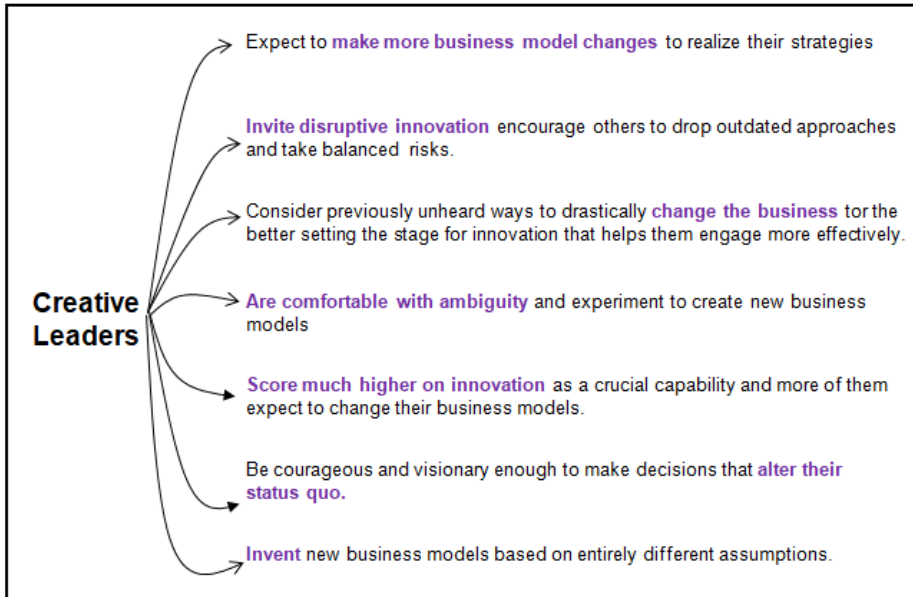 Expect to make more business model changes to realize their strategies
Invite disruptive innovation encourage others to drop outdated approaches
and take balanced risks.
Consider previously unheard ways to drastically change the business tor the
better setting the stage for innovation that helps them engage more effectively.
Creative
Leaders
Are comfortable with ambiguity and experiment to create new business
models
Score much higher on innovation as a crucial capability and more of them
expect to change their business models.
Be courageous and visionary enough to make decisions that alter their
status quo.
Invent new business models based on entirely different assumptions.